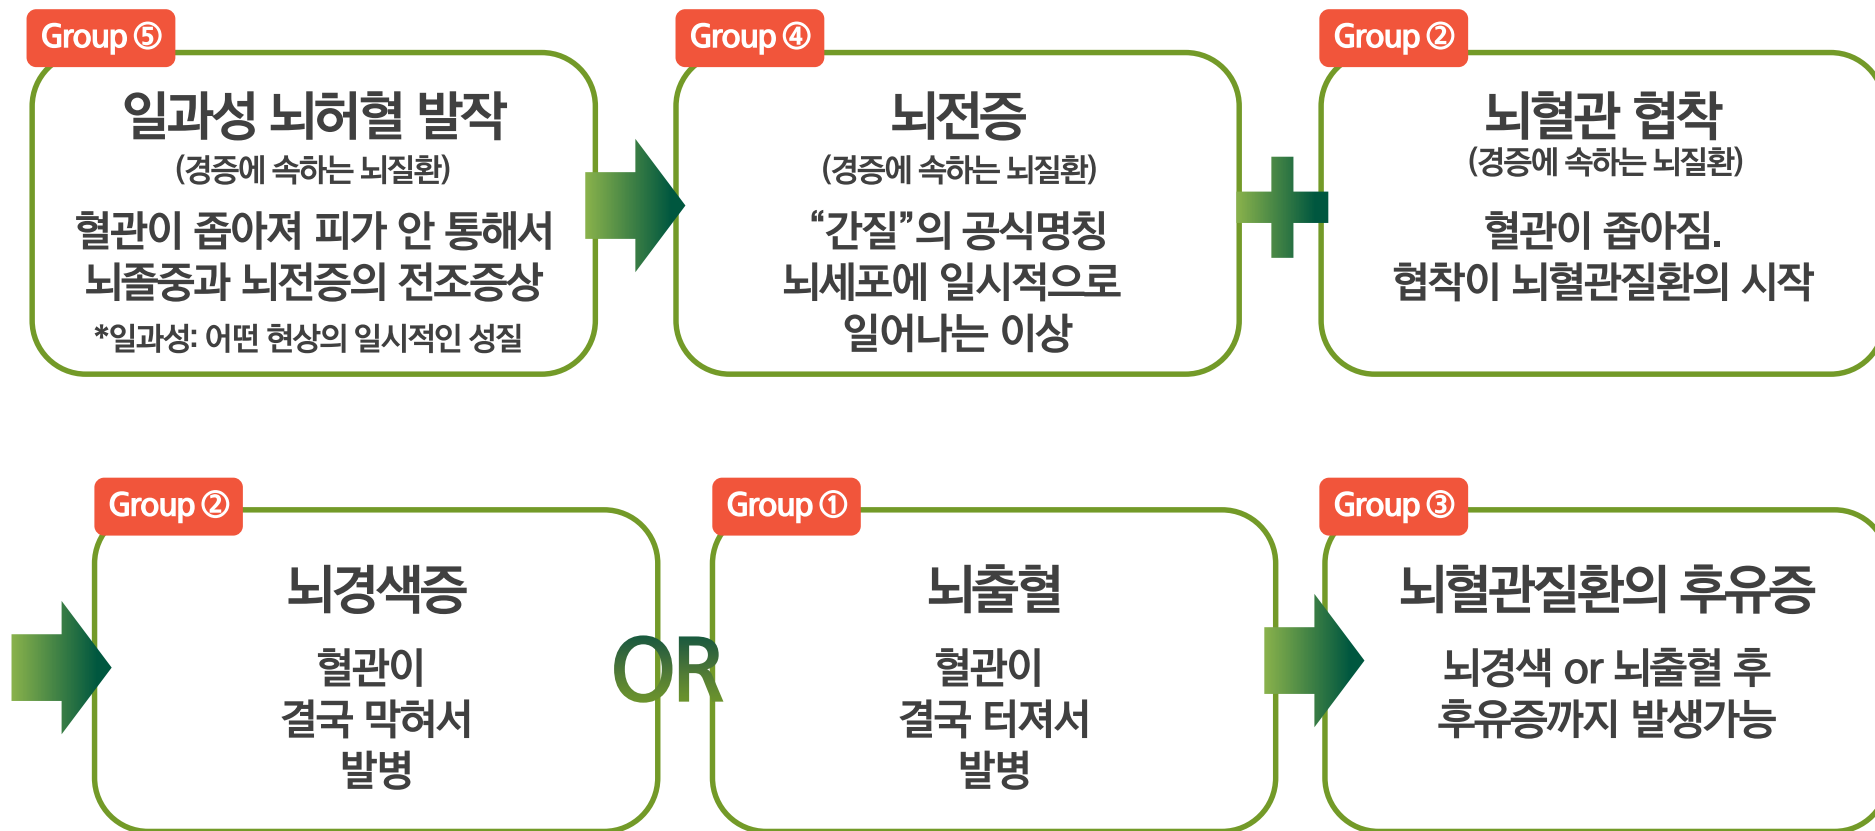 Group ⑤
일과성 뇌허혈 발작
(경증에 속하는 뇌질환)
혈관이 좁아져 피가 안 통해서
뇌졸중과 뇌전증의 전조증상
*일과성: 어떤 현상의 일시적인 성질
Group ④
뇌전증
(경증에 속하는 뇌질환)
“간질”의 공식명칭
뇌세포에 일시적으로
일어나는 이상
Group ②
뇌혈관 협착
(경증에 속하는 뇌질환)
혈관이 좁아짐.
협착이 뇌혈관질환의 시작
Group ②
뇌경색증
혈관이
결국 막혀서
발병
OR
Group ①
뇌출혈
혈관이
결국 터져서
발병
Group ③
뇌혈관질환의 후유증
뇌경색 or 뇌출혈 후
후유증까지 발생가능